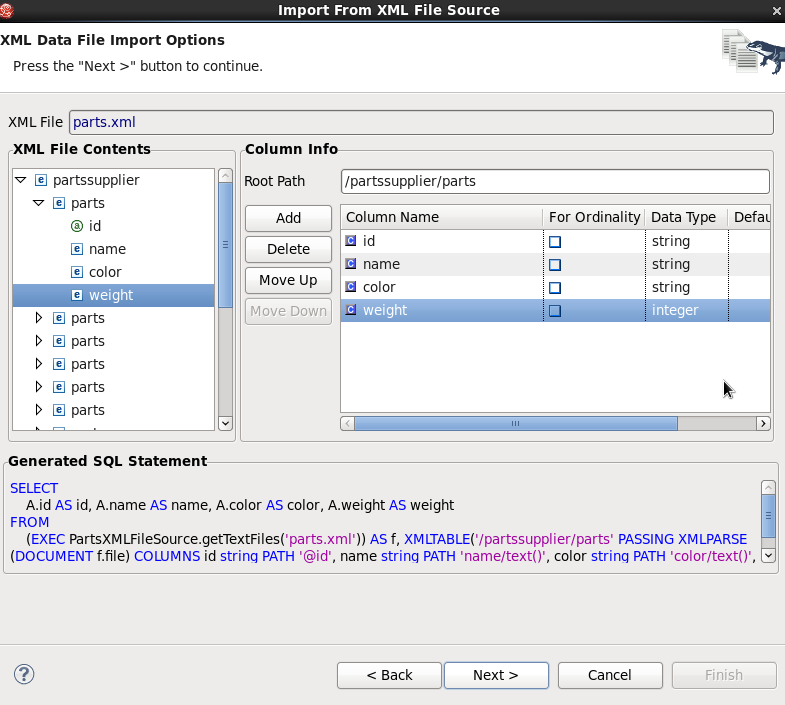 Import From XML File Source
XML Data File Import Options
Press the "Next >" button to continue.
XML File parts.xml
XML File Contents
partssupplier
parts
a id
e name
e color
e weight
parts
parts
parts
parts
parts
Column Info
Root Path /partssupplier/parts
Add
Delete
Move Up
Move Down
Column Name For Ordinality Data Type Defau
id string
name string
color string
weight integer
Generated SQL Statement
SELECT
A.id AS id, A.name AS name, A.color AS color, A.weight AS weight
FROM
(EXEC PartsXMLFileSource.getTextFiles('parts.xml')) AS f, XMLTABLE('/partssupplier/parts' PASSING XMLPARSE
(DOCUMENT f.file) COLUMNS id string PATH '@id', name string PATH 'name/text()', color string PATH 'color/text()',
? < Back Next > Cancel Finish